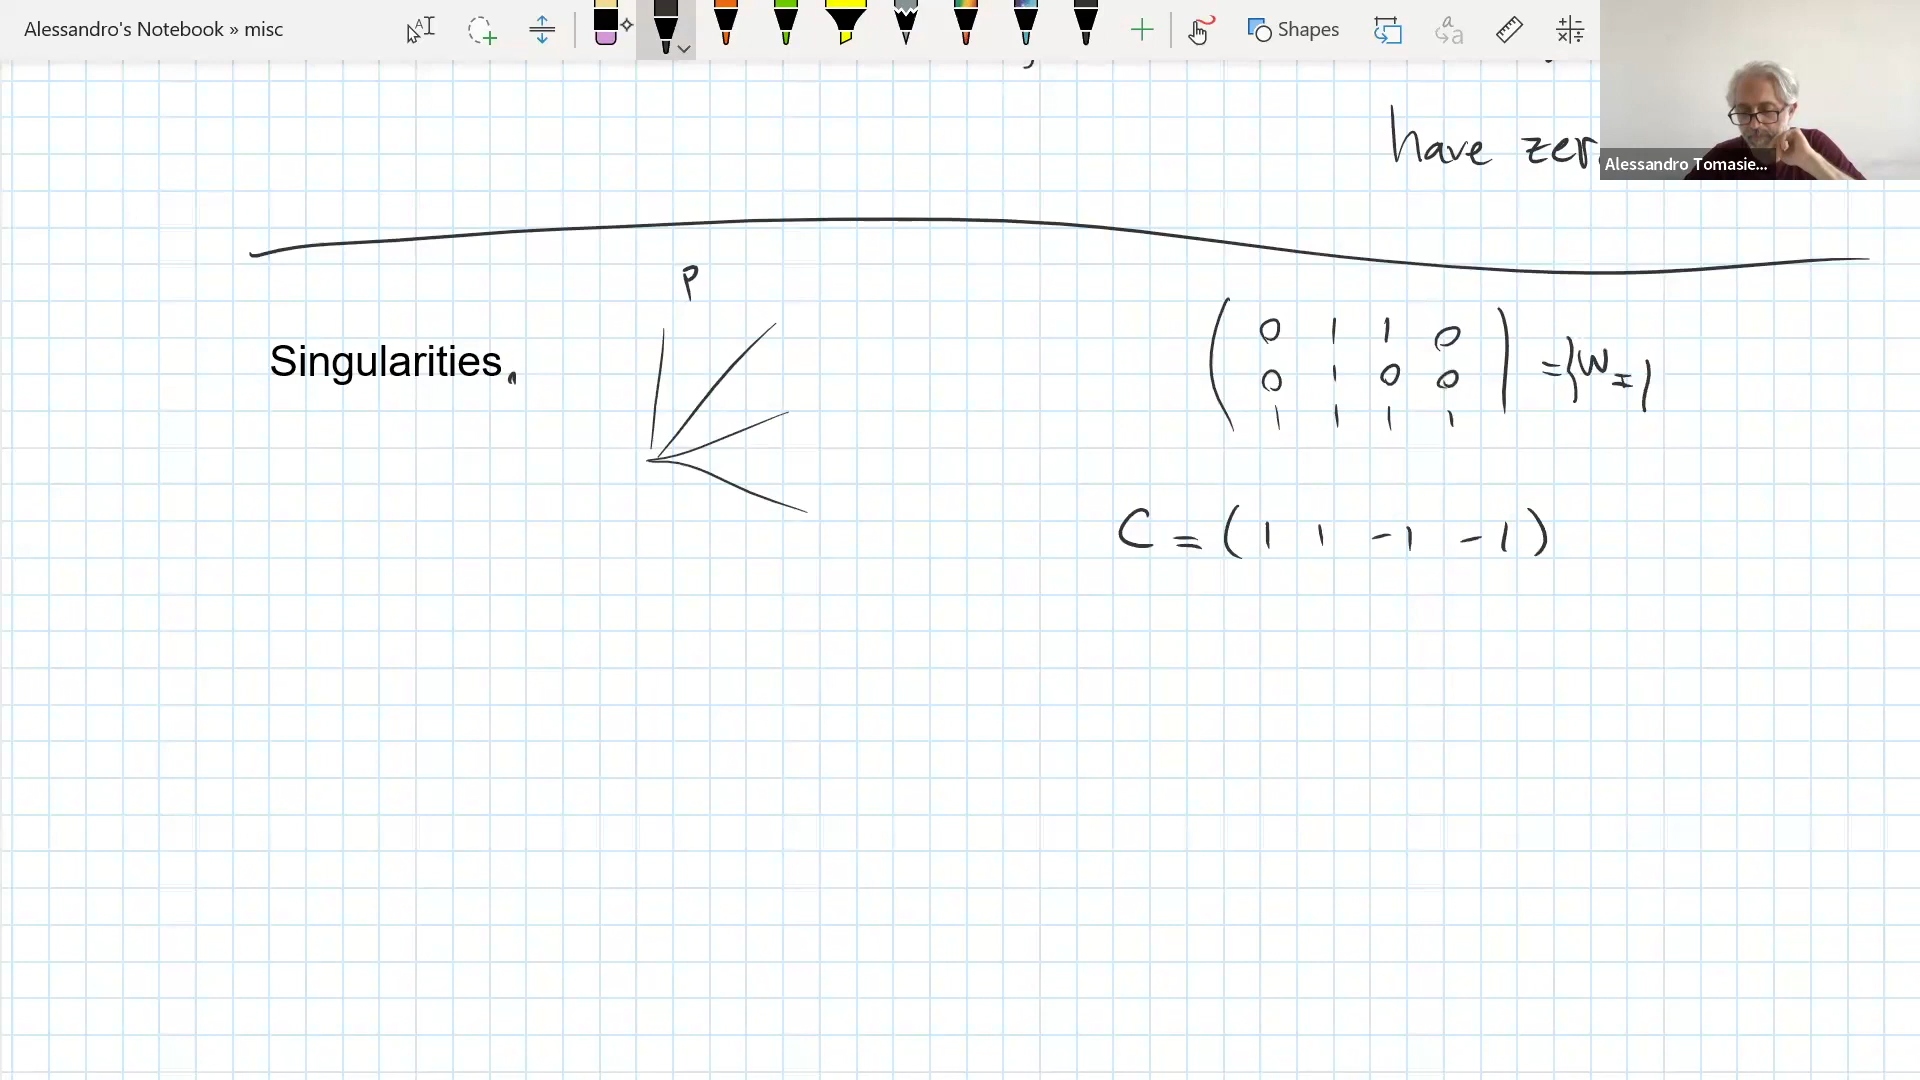 Alessandro's Notebook » misc
Shapes
have zer
Alessandro Tomasie...
P
Singularities.
( 0 1 1 0
0 1 0 0
1 1 1 1 ) = {W_I}
C = ( 1 1 -1 -1 )